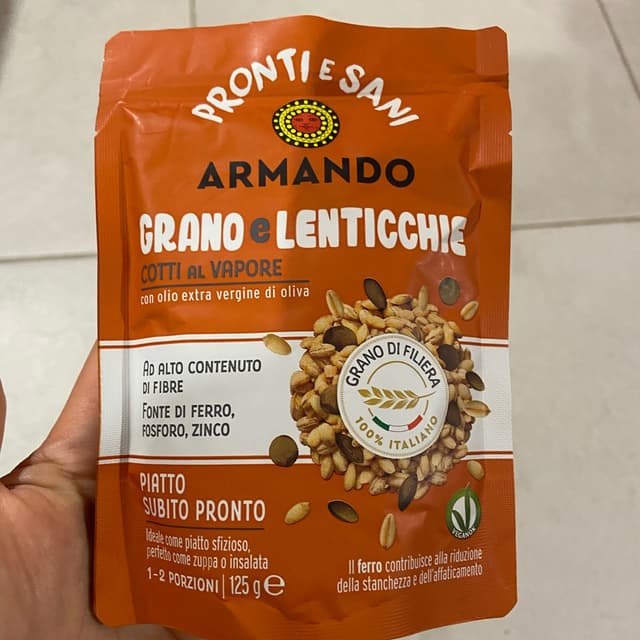 PRONTI E SANI
ARMANDO
GRANO e LENTICCHIE
COTTI AL VAPORE
con olio extra vergine di oliva
AD ALTO CONTENUTO
DI FIBRE
FONTE DI FERRO,
FOSFORO, ZINCO
GRANO DI FILIERA
100% ITALIANO
PIATTO
SUBITO PRONTO
Ideale come piatto sfizioso,
perfetto come zuppa o insalata
1-2 PORZIONI | 125 g e
VEGANOK
Il ferro contribuisce alla riduzione
della stanchezza e dell'affaticamento